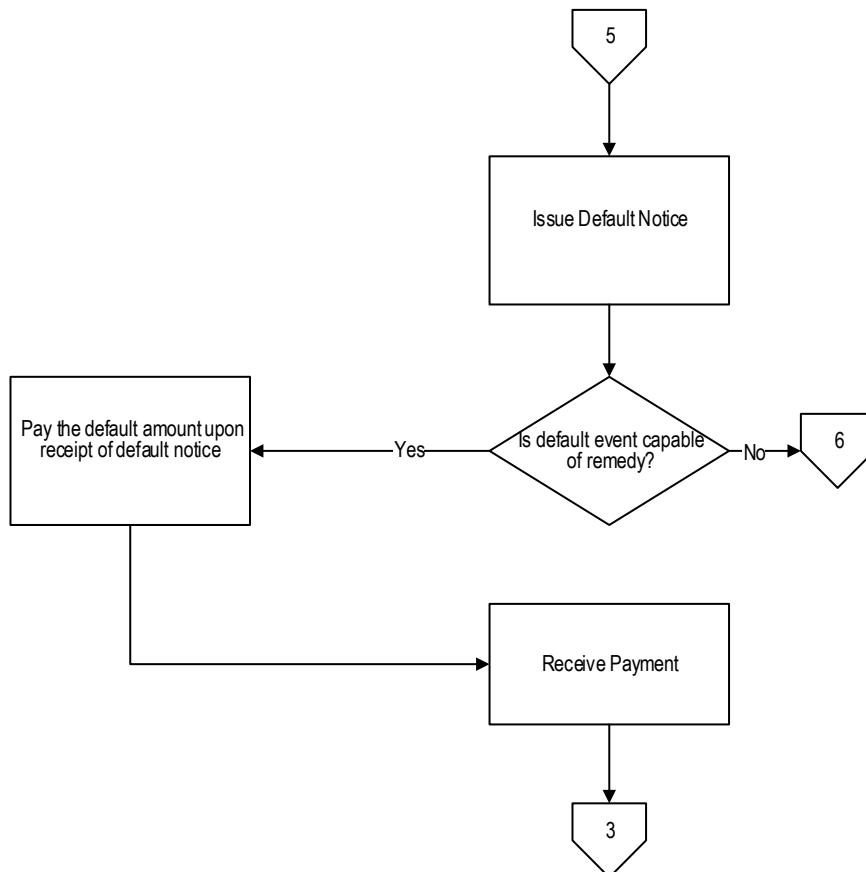 5
Issue Default Notice
Is default event capable
of remedy?
Yes
No
6
Pay the default amount upon
receipt of default notice
Receive Payment
3